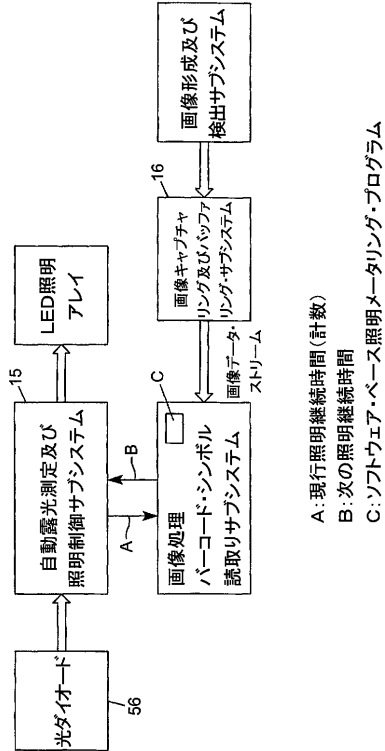 光ダイオード
56
自動露光測定及び
照明制御サブシステム
15
LED照明
アレイ
A
B
画像処理
バーコード・シンボル
読取りサブシステム
C
画像データ・
ストリーム
画像キャプチャ
リング及びバッファ
リング・サブシステム
16
画像形成及び
検出サブシステム
A: 現行照明継続時間(計数)
B: 次の照明継続時間
C: ソフトウェア・ベース照明メータリング・プログラム